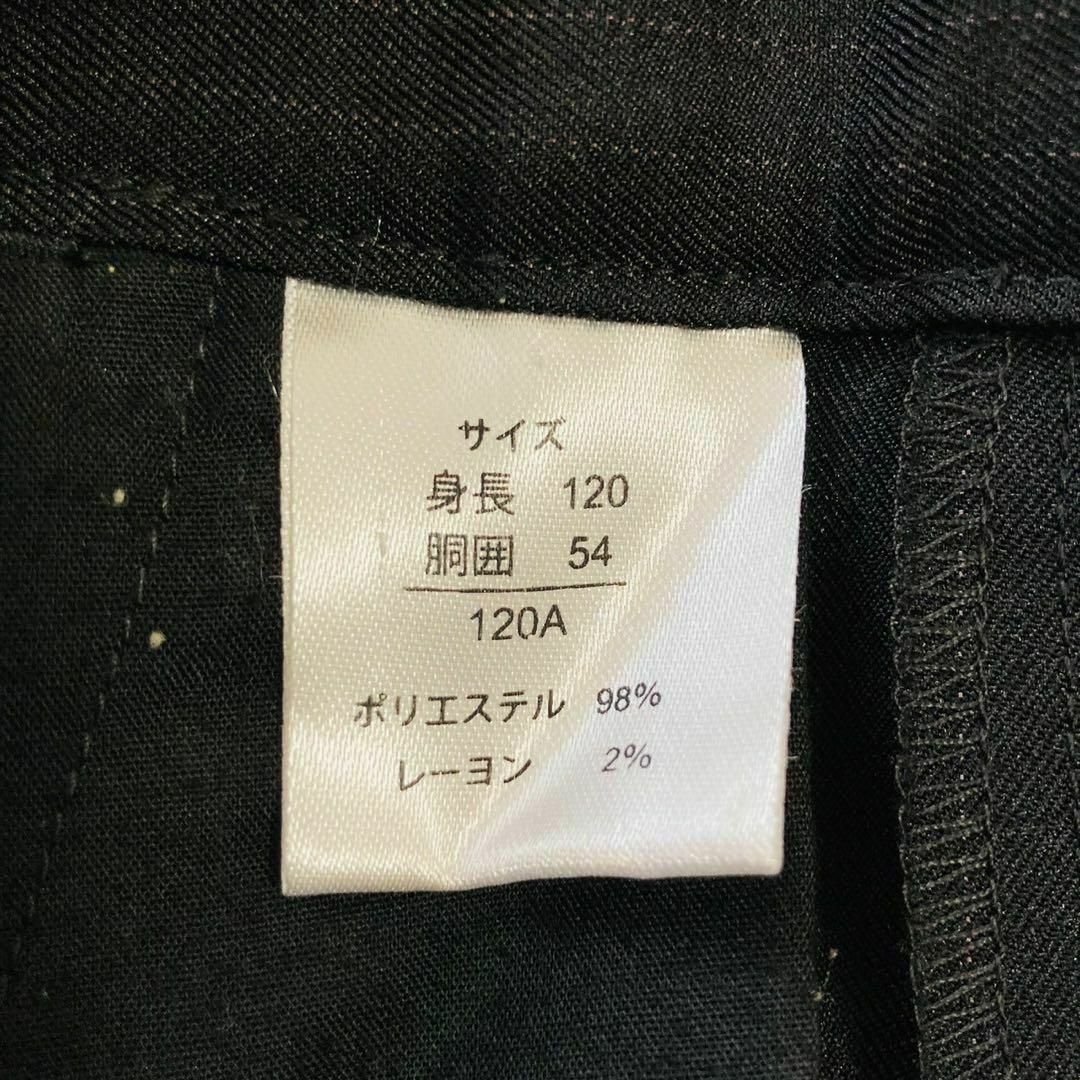 サイズ
身長 120
胴囲 54
120A
ポリエステル 98%
レーヨン 2%